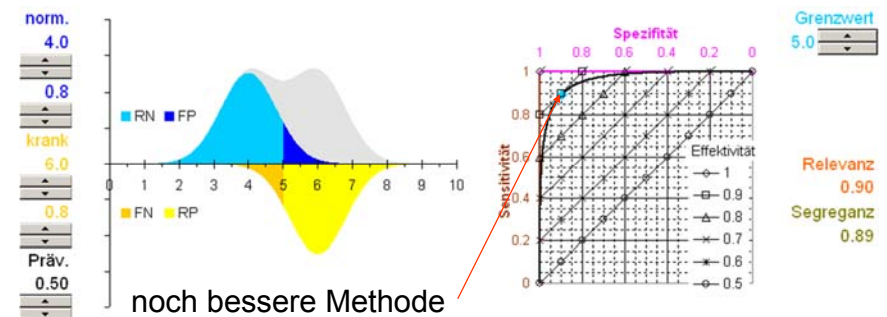 norm.
4.0
0.8
krank
6.0
0.8
Präv.
0.50
RN FP
0 1 2 3 4 5 6 7 8 9 10
FN RP
noch bessere Methode
Spezifität
1 0.8 0.6 0.4 0.2 0
Sensitivität
1
0.8
0.6
0.4
0.2
0
Effektivität
1
0.9
0.8
0.7
0.6
0.5
Grenzwert
5.0
Relevanz
0.90
Segreganz
0.89